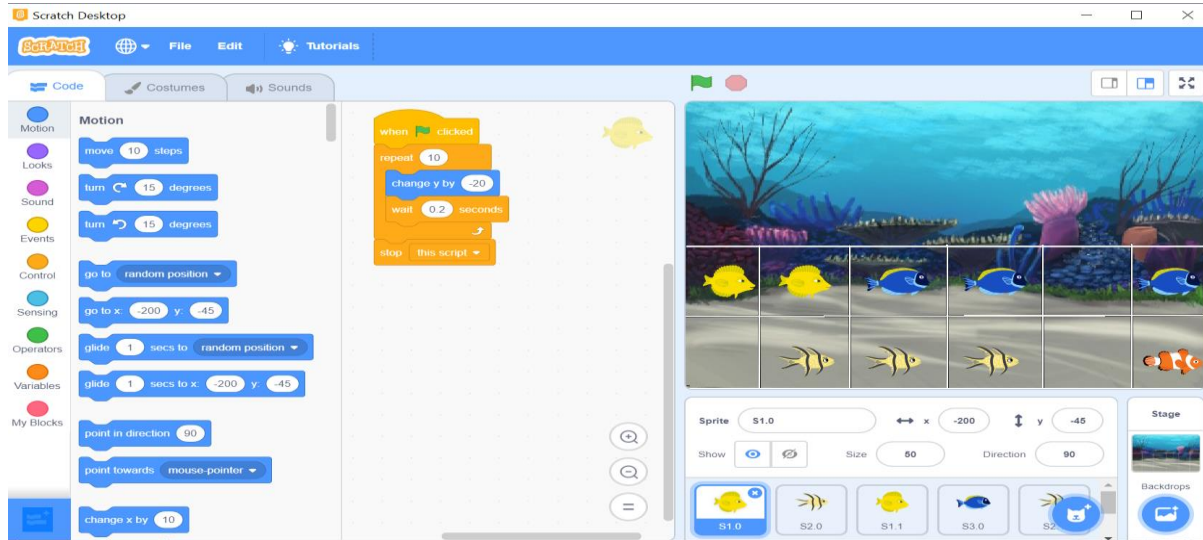 Scratch Desktop
SCRATCH File Edit Tutorials
Code Costumes Sounds
Motion
Looks
Sound
Events
Control
Sensing
Operators
Variables
My Blocks
Motion
move 10 steps
turn 15 degrees
turn 15 degrees
go to random position
go to x: -200 y: -45
glide 1 secs to random position
glide 1 secs to x: -200 y: -45
point in direction 90
point towards mouse-pointer
change x by 10
when clicked
repeat 10
change y by -20
wait 0.2 seconds
stop this script
Sprite S1.0 x -200 y -45
Show Size 50 Direction 90
S1.0 S2.0 S1.1 S3.0
Stage
Backdrops